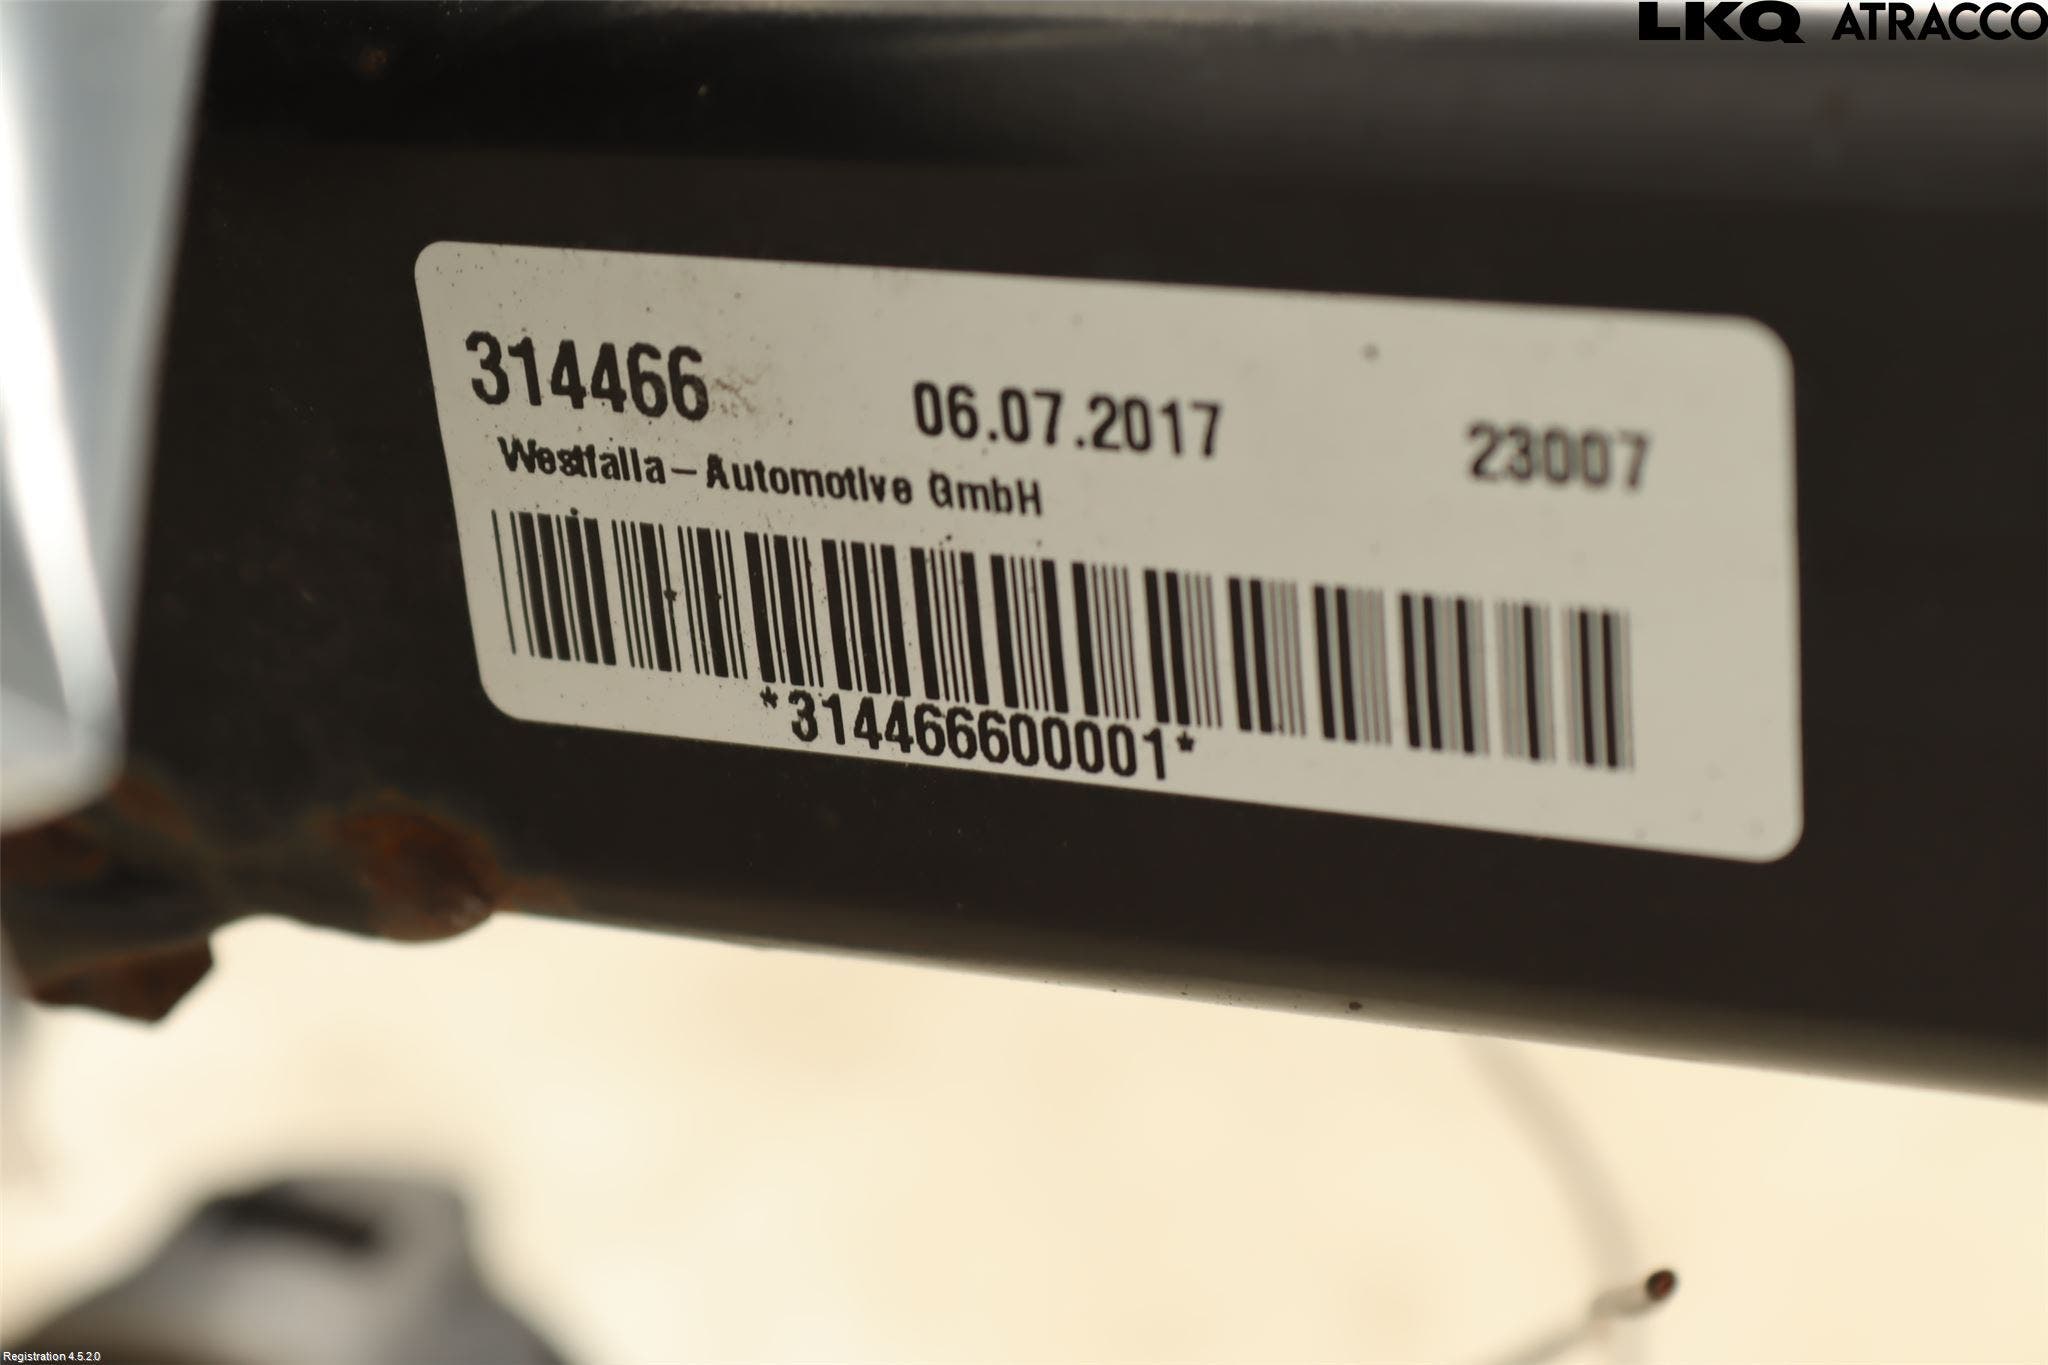 LKQ ATRACCO
314466 06.07.2017 23007
Westfalia-Automotive GmbH
*314466600001*
Registration 4.5.2.0